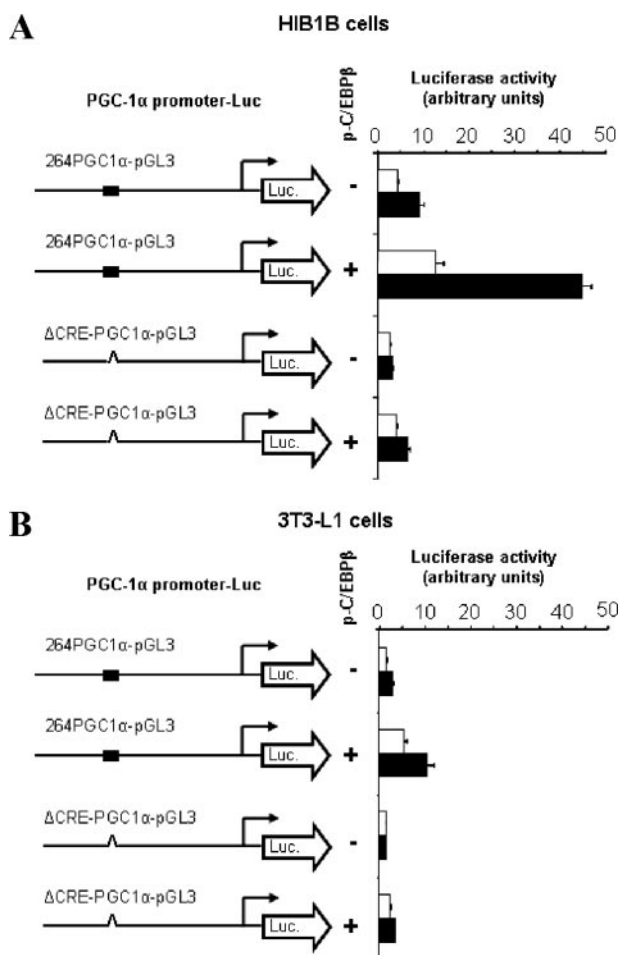 A
HIB1B cells
PGC-1α promoter-Luc
p-C/EBPβ
Luciferase activity
(arbitrary units)
0 10 20 30 40 50
264PGC1α-pGL3
Luc.
-
264PGC1α-pGL3
Luc.
+
ΔCRE-PGC1α-pGL3
Luc.
-
ΔCRE-PGC1α-pGL3
Luc.
+
B
3T3-L1 cells
PGC-1α promoter-Luc
p-C/EBPβ
Luciferase activity
(arbitrary units)
0 10 20 30 40 50
264PGC1α-pGL3
Luc.
-
264PGC1α-pGL3
Luc.
+
ΔCRE-PGC1α-pGL3
Luc.
-
ΔCRE-PGC1α-pGL3
Luc.
+